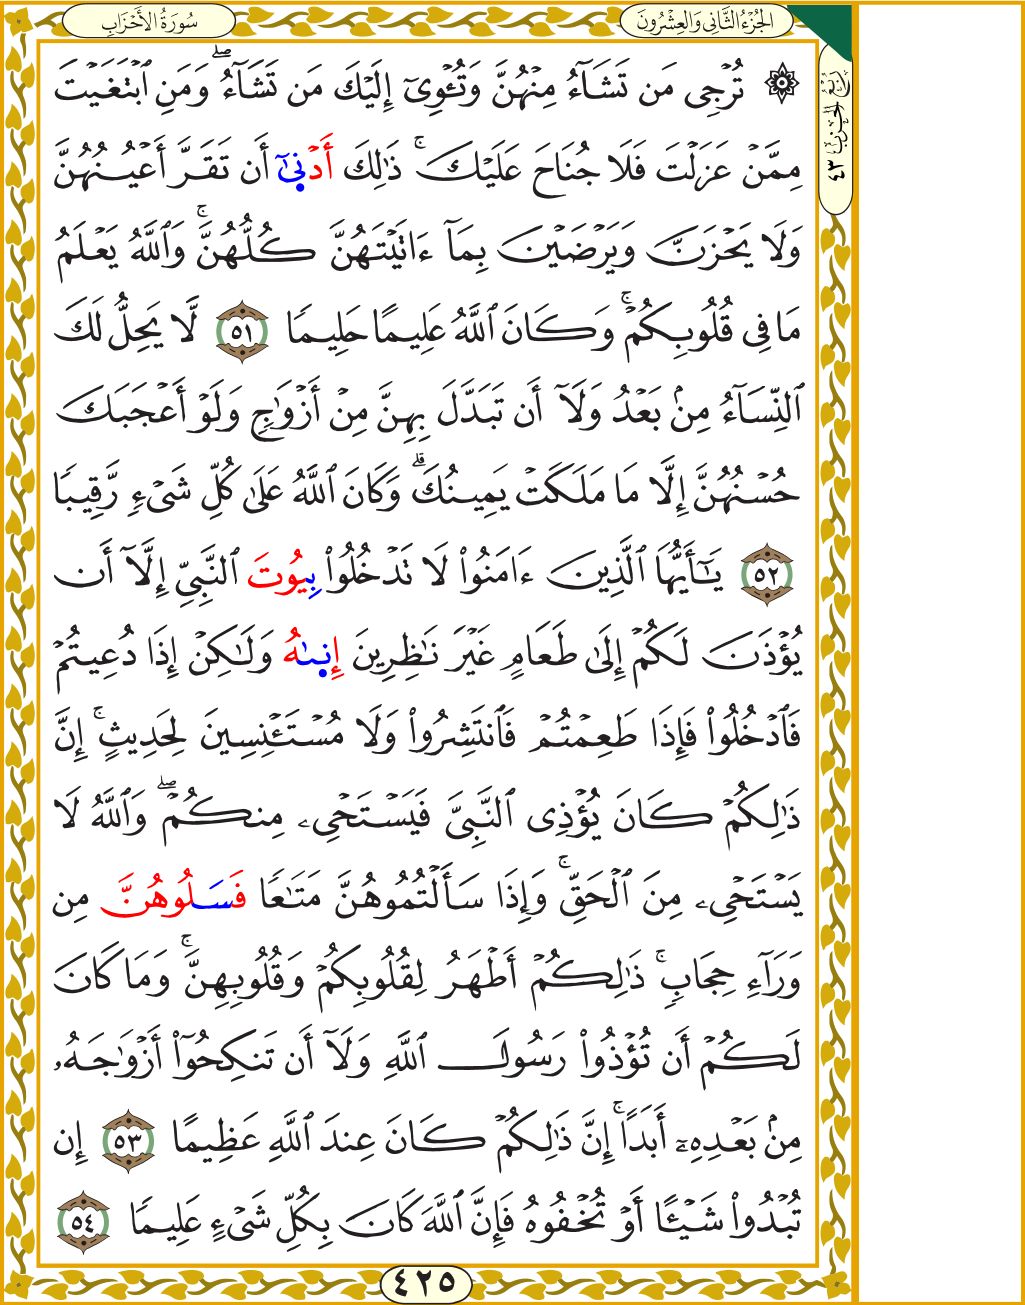 الجُزْءُ الثَّانِي وَالعِشْرُونَ
سُورَةُ الأَحْزَابِ
رُبْعُ الحِزْب ٤٣
۞ تُرْجِى مَن تَشَآءُ مِنْهُنَّ وَتُـْٔوِىٓ إِلَيْكَ مَن تَشَآءُ ۖ وَمَنِ ٱبْتَغَيْتَ
مِمَّنْ عَزَلْتَ فَلَا جُنَاحَ عَلَيْكَ ۚ ذَٰلِكَ أَدْنٜىٰٓ أَن تَقَرَّ أَعْيُنُهُنَّ
وَلَا يَحْزَنَّ وَيَرْضَيْنَ بِمَآ ءَاتَيْتَهُنَّ كُلُّهُنَّ ۚ وَٱللَّهُ يَعْلَمُ
مَا فِى قُلُوبِكُمْ ۚ وَكَانَ ٱللَّهُ عَلِيمًا حَلِيمًا ٥١ لَّا يَحِلُّ لَكَ
ٱلنِّسَآءُ مِنۢ بَعْدُ وَلَآ أَن تَبَدَّلَ بِهِنَّ مِنْ أَزْوَٰجٍ وَلَوْ أَعْجَبَكَ
حُسْنُهُنَّ إِلَّا مَا مَلَكَتْ يَمِينُكَ ۗ وَكَانَ ٱللَّهُ عَلَىٰ كُلِّ شَىْءٍ رَّقِيبًا
٥٢ يَـٰٓأَيُّهَا ٱلَّذِينَ ءَامَنُوا۟ لَا تَدْخُلُوا۟ بِيُوتَ ٱلنَّبِىِّ إِلَّآ أَن
يُؤْذَنَ لَكُمْ إِلَىٰ طَعَامٍ غَيْرَ نَـٰظِرِينَ إِنٜىٰهُ وَلَـٰكِنْ إِذَا دُعِيتُمْ
فَٱدْخُلُوا۟ فَإِذَا طَعِمْتُمْ فَٱنتَشِرُوا۟ وَلَا مُسْتَـْٔنِسِينَ لِحَدِيثٍ ۚ إِنَّ
ذَٰلِكُمْ كَانَ يُؤْذِى ٱلنَّبِىَّ فَيَسْتَحْىِۦ مِنكُمْ ۖ وَٱللَّهُ لَا
يَسْتَحْىِۦ مِنَ ٱلْحَقِّ ۚ وَإِذَا سَأَلْتُمُوهُنَّ مَتَـٰعًا فَسَلُوهُنَّ مِن
وَرَآءِ حِجَابٍ ۚ ذَٰلِكُمْ أَطْهَرُ لِقُلُوبِكُمْ وَقُلُوبِهِنَّ ۚ وَمَا كَانَ
لَكُمْ أَن تُؤْذُوا۟ رَسُولَ ٱللَّهِ وَلَآ أَن تَنكِحُوٓا۟ أَزْوَٰجَهُۥ
مِنۢ بَعْدِهِۦٓ أَبَدًا ۚ إِنَّ ذَٰلِكُمْ كَانَ عِندَ ٱللَّهِ عَظِيمًا ٥٣ إِن
تُبْدُوا۟ شَيْـًٔا أَوْ تُخْفُوهُ فَإِنَّ ٱللَّهَ كَانَ بِكُلِّ شَىْءٍ عَلِيمًا ٥٤
٤٢٥